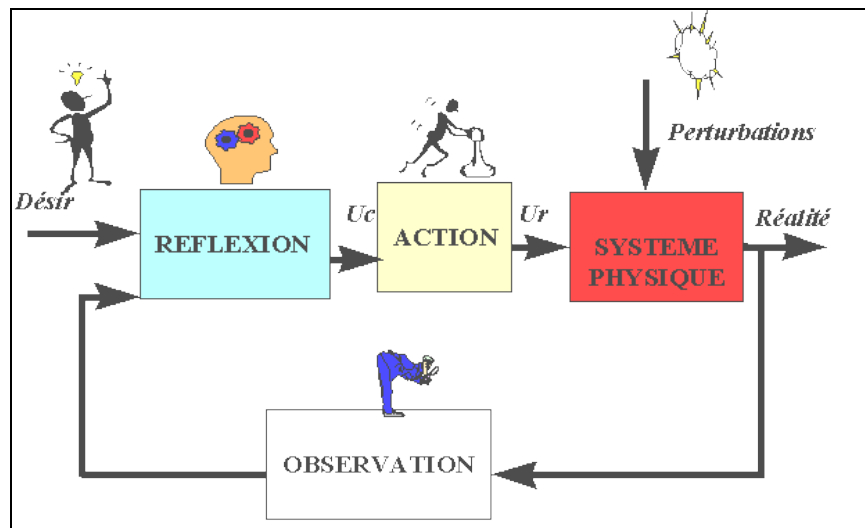 Perturbations
Désir
Uc
Ur
Réalité
REFLEXION
ACTION
SYSTEME
PHYSIQUE
OBSERVATION